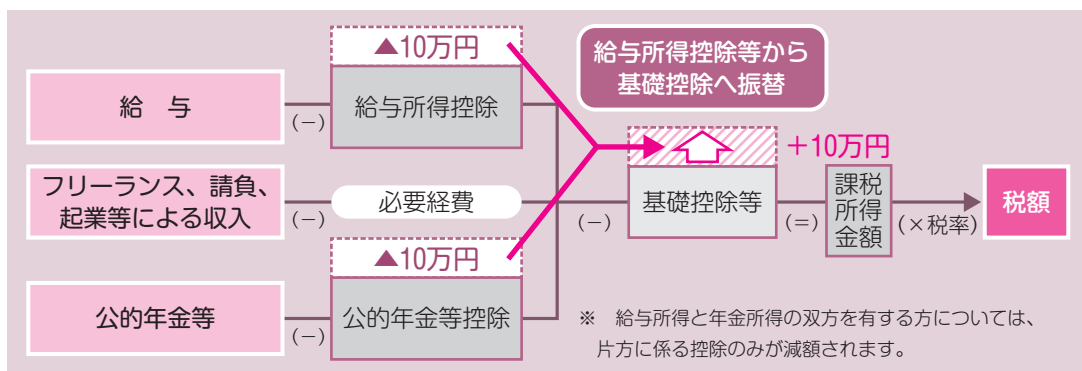 ▲10万円
給与所得控除等から
基礎控除へ振替
給　与
(－)
給与所得控除
＋10万円
フリーランス、請負、
起業等による収入
(－)
必要経費
(－)
基礎控除等
(＝)
課税
所得
金額
(×税率)
税額
▲10万円
公的年金等
(－)
公的年金等控除
※　給与所得と年金所得の双方を有する方については、
片方に係る控除のみが減額されます。